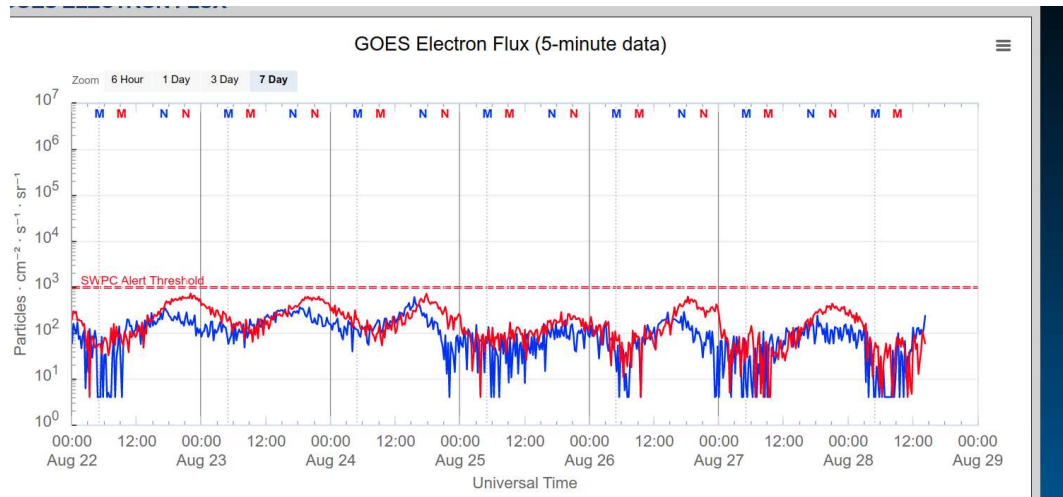 GOES ELECTRON FLUX
GOES Electron Flux (5-minute data)
Zoom 6 Hour 1 Day 3 Day 7 Day
M M N N M M N N M M N N M M N N M M N N M M N N M M
10⁷
10⁶
10⁵
10⁴
10³
10²
10¹
10⁰
SWPC Alert Threshold
Particles · cm⁻² · s⁻¹ · sr⁻¹
00:00 12:00 00:00 12:00 00:00 12:00 00:00 12:00 00:00 12:00 00:00 12:00 00:00 12:00 00:00
Aug 22 Aug 23 Aug 24 Aug 25 Aug 26 Aug 27 Aug 28 Aug 29
Universal Time